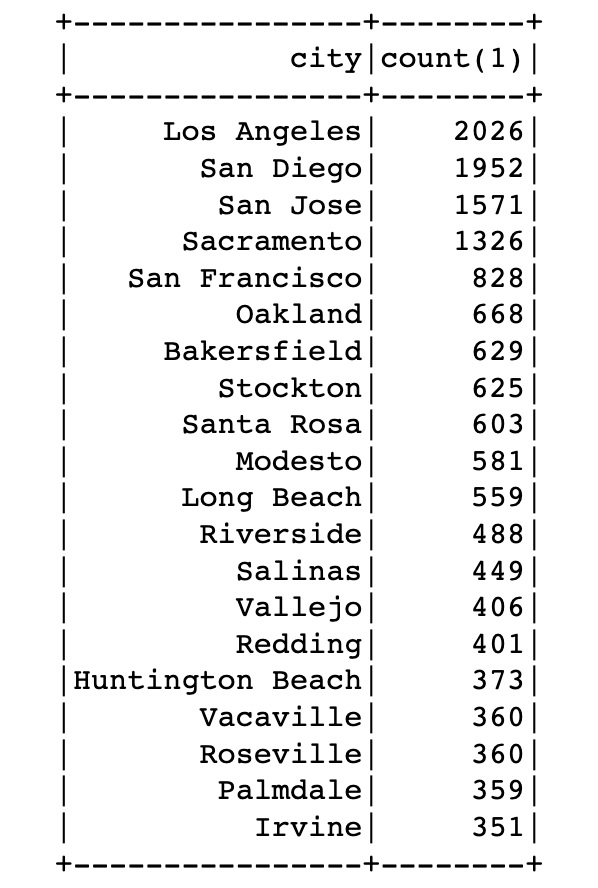 +----------------+--------+
|            city|count(1)|
+----------------+--------+
|     Los Angeles|    2026|
|       San Diego|    1952|
|        San Jose|    1571|
|      Sacramento|    1326|
|   San Francisco|     828|
|         Oakland|     668|
|     Bakersfield|     629|
|        Stockton|     625|
|      Santa Rosa|     603|
|         Modesto|     581|
|      Long Beach|     559|
|       Riverside|     488|
|         Salinas|     449|
|         Vallejo|     406|
|         Redding|     401|
|Huntington Beach|     373|
|       Vacaville|     360|
|       Roseville|     360|
|        Palmdale|     359|
|          Irvine|     351|
+----------------+--------+